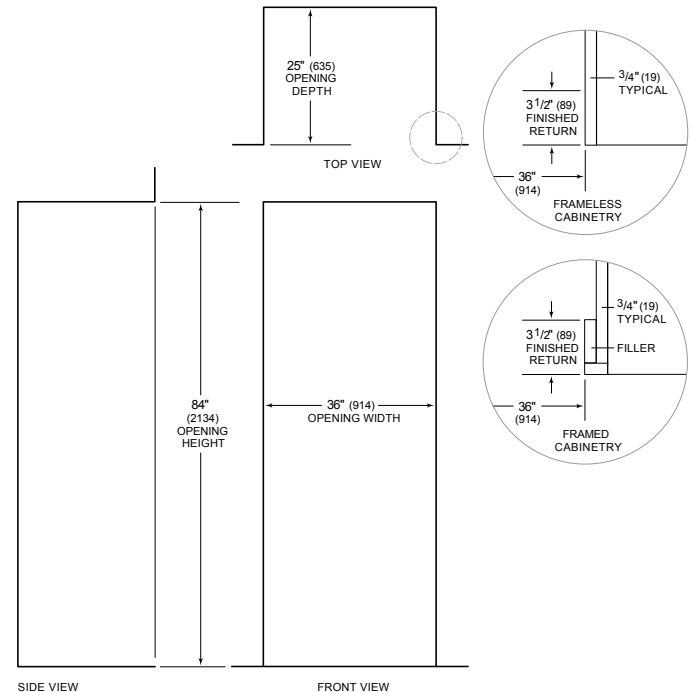 25" (635)
OPENING
DEPTH
TOP VIEW
3/4" (19)
TYPICAL
3 1/2" (89)
FINISHED
RETURN
36"
(914)
FRAMELESS
CABINETRY
3/4" (19)
TYPICAL
3 1/2" (89)
FINISHED
RETURN
FILLER
36"
(914)
FRAMED
CABINETRY
84"
(2134)
OPENING
HEIGHT
36" (914)
OPENING WIDTH
SIDE VIEW
FRONT VIEW